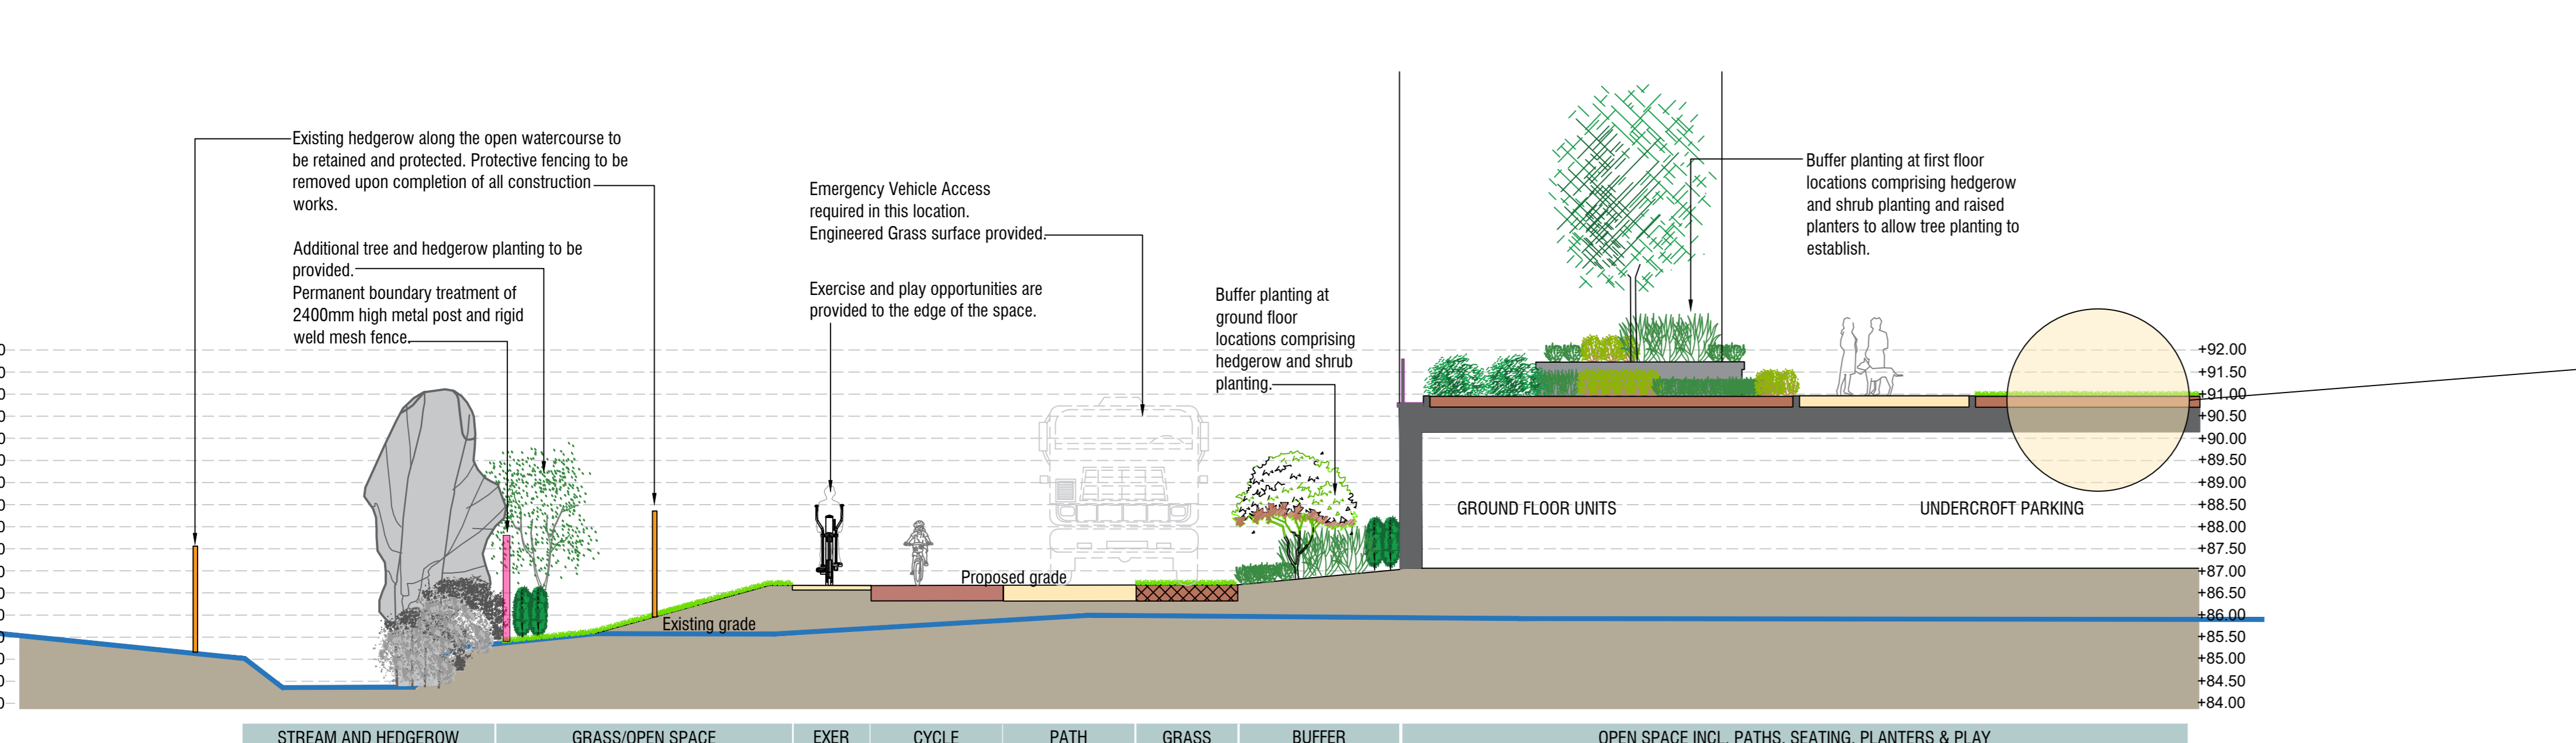 Existing hedgerow along the open watercourse to
be retained and protected. Protective fencing to be
removed upon completion of all construction
works.
Additional tree and hedgerow planting to be
provided.
Permanent boundary treatment of
2400mm high metal post and rigid
weld mesh fence.
Emergency Vehicle Access
required in this location.
Engineered Grass surface provided.
Exercise and play opportunities are
provided to the edge of the space.
Buffer planting at
ground floor
locations comprising
hedgerow and shrub
planting.
Buffer planting at first floor
locations comprising hedgerow
and shrub planting and raised
planters to allow tree planting to
establish.
+92.00
+91.50
+91.00
+90.50
+90.00
+89.50
+89.00
+88.50
+88.00
+87.50
+87.00
+86.50
+86.00
+85.50
+85.00
+84.50
+84.00
GROUND FLOOR UNITS
UNDERCROFT PARKING
Proposed grade
Existing grade
STREAM AND HEDGEROW
GRASS/OPEN SPACE
EXER
CYCLE
PATH
GRASS
BUFFER
OPEN SPACE INCL. PATHS, SEATING, PLANTERS & PLAY